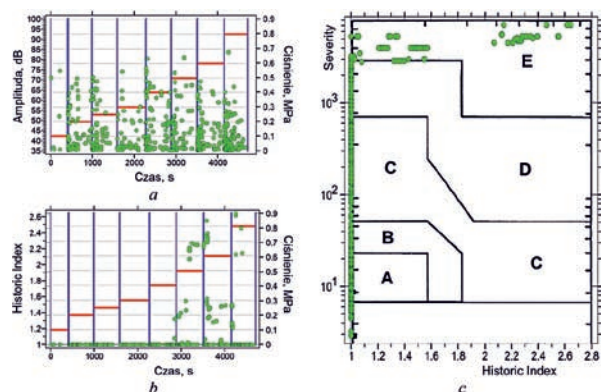 Amplituda, dB
100
95
90
85
80
75
70
65
60
55
50
45
40
35
0.9
0.8
0.7
0.6
0.5
0.4
0.3
0.2
0.1
0
Ciśnienie, MPa
0 1000 2000 3000 4000
Czas, s
a
Historic Index
2.6
2.4
2.2
2
1.8
1.6
1.4
1.2
1
0.9
0.8
0.7
0.6
0.5
0.4
0.3
0.2
0.1
0
Ciśnienie, MPa
0 1000 2000 3000 4000
Czas, s
b
Severity
10³
10²
10¹
E
C
D
B
A
C
1 1.2 1.4 1.6 1.8 2 2.2 2.4 2.6 2.8
Historic Index
c